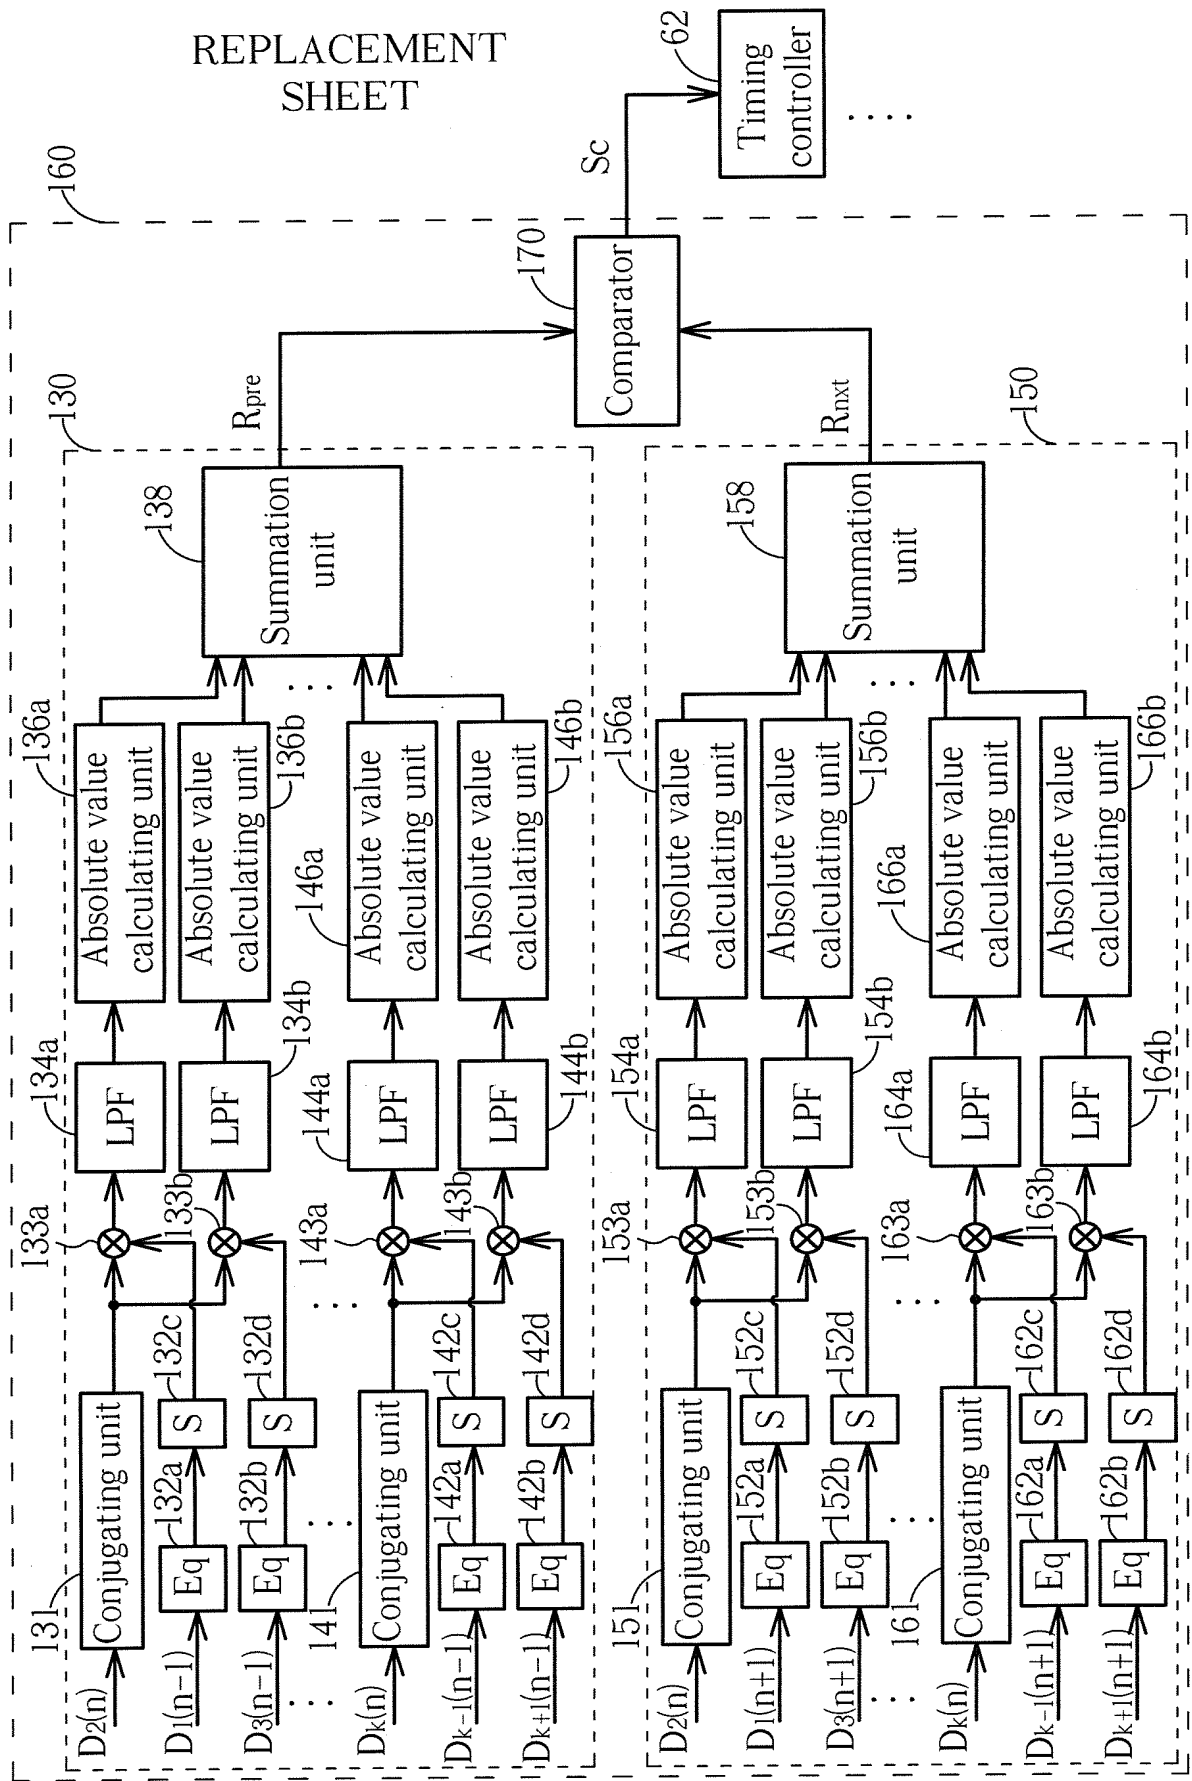 REPLACEMENT
SHEET
160
130
131
Conjugating unit
D2(n)
132a
132c
Eq
S
D1(n−1)
132b
132d
Eq
S
D3(n−1)
133a
133b
134a
LPF
134b
LPF
136a
Absolute value
calculating unit
136b
Absolute value
calculating unit
....
...
...
...
141
Conjugating unit
Dk(n)
142a
142c
Eq
S
Dk−1(n−1)
142b
142d
Eq
S
Dk+1(n−1)
143a
143b
144a
LPF
144b
LPF
146a
Absolute value
calculating unit
146b
Absolute value
calculating unit
138
Summation
unit
Rpre
150
151
Conjugating unit
D2(n)
152a
152c
Eq
S
D1(n+1)
152b
152d
Eq
S
D3(n+1)
153a
153b
154a
LPF
154b
LPF
156a
Absolute value
calculating unit
156b
Absolute value
calculating unit
....
....
...
...
161
Conjugating unit
Dk(n)
162a
162c
Eq
S
Dk−1(n+1)
162b
162d
Eq
S
Dk+1(n+1)
163a
163b
164a
LPF
164b
LPF
166a
Absolute value
calculating unit
166b
Absolute value
calculating unit
158
Summation
unit
Rnxt
170
Comparator
Sc
62
Timing
controller
....